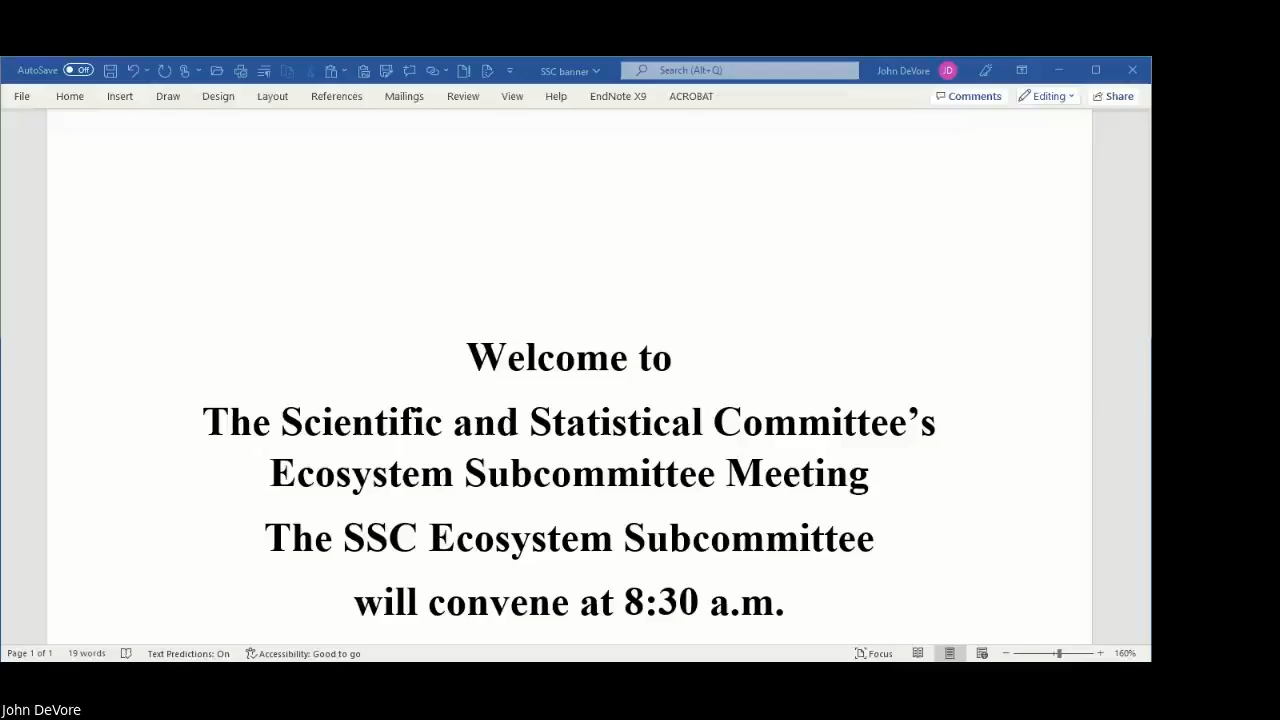 AutoSave Off SSC banner Search (Alt+Q) John DeVore JD
File Home Insert Draw Design Layout References Mailings Review View Help EndNote X9 ACROBAT Comments Editing Share
Welcome to
The Scientific and Statistical Committee’s
Ecosystem Subcommittee Meeting
The SSC Ecosystem Subcommittee
will convene at 8:30 a.m.
Page 1 of 1 19 words Text Predictions: On Accessibility: Good to go Focus 160%
John DeVore